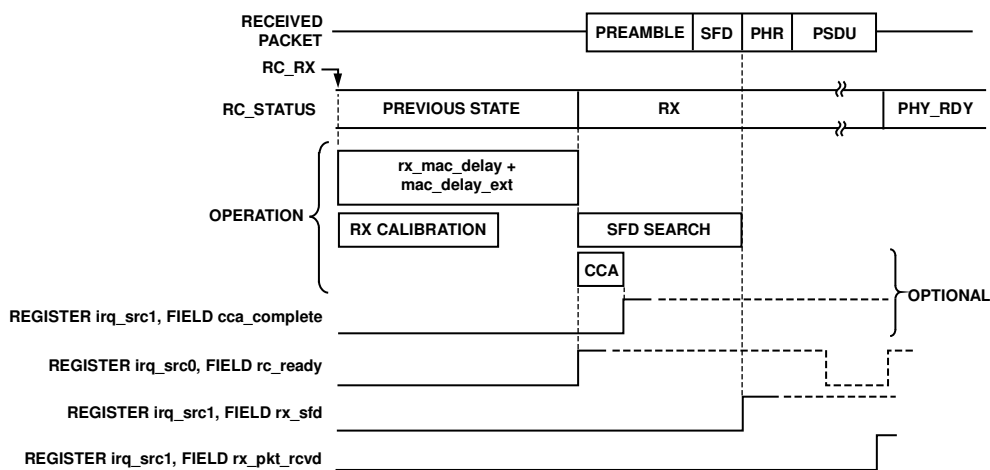 RECEIVED
PACKET
PREAMBLE SFD PHR PSDU
RC_RX
RC_STATUS PREVIOUS STATE RX PHY_RDY
rx_mac_delay +
mac_delay_ext
OPERATION
RX CALIBRATION SFD SEARCH
CCA
OPTIONAL
REGISTER irq_src1, FIELD cca_complete
REGISTER irq_src0, FIELD rc_ready
REGISTER irq_src1, FIELD rx_sfd
REGISTER irq_src1, FIELD rx_pkt_rcvd